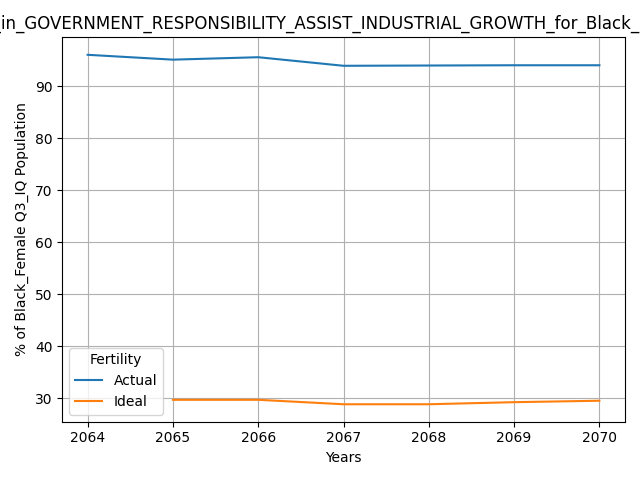 _in_GOVERNMENT_RESPONSIBILITY_ASSIST_INDUSTRIAL_GROWTH_for_Black_
% of Black_Female Q3_IQ Population
90
80
70
60
50
40
30
Fertility
Actual
Ideal
2064 2065 2066 2067 2068 2069 2070
Years